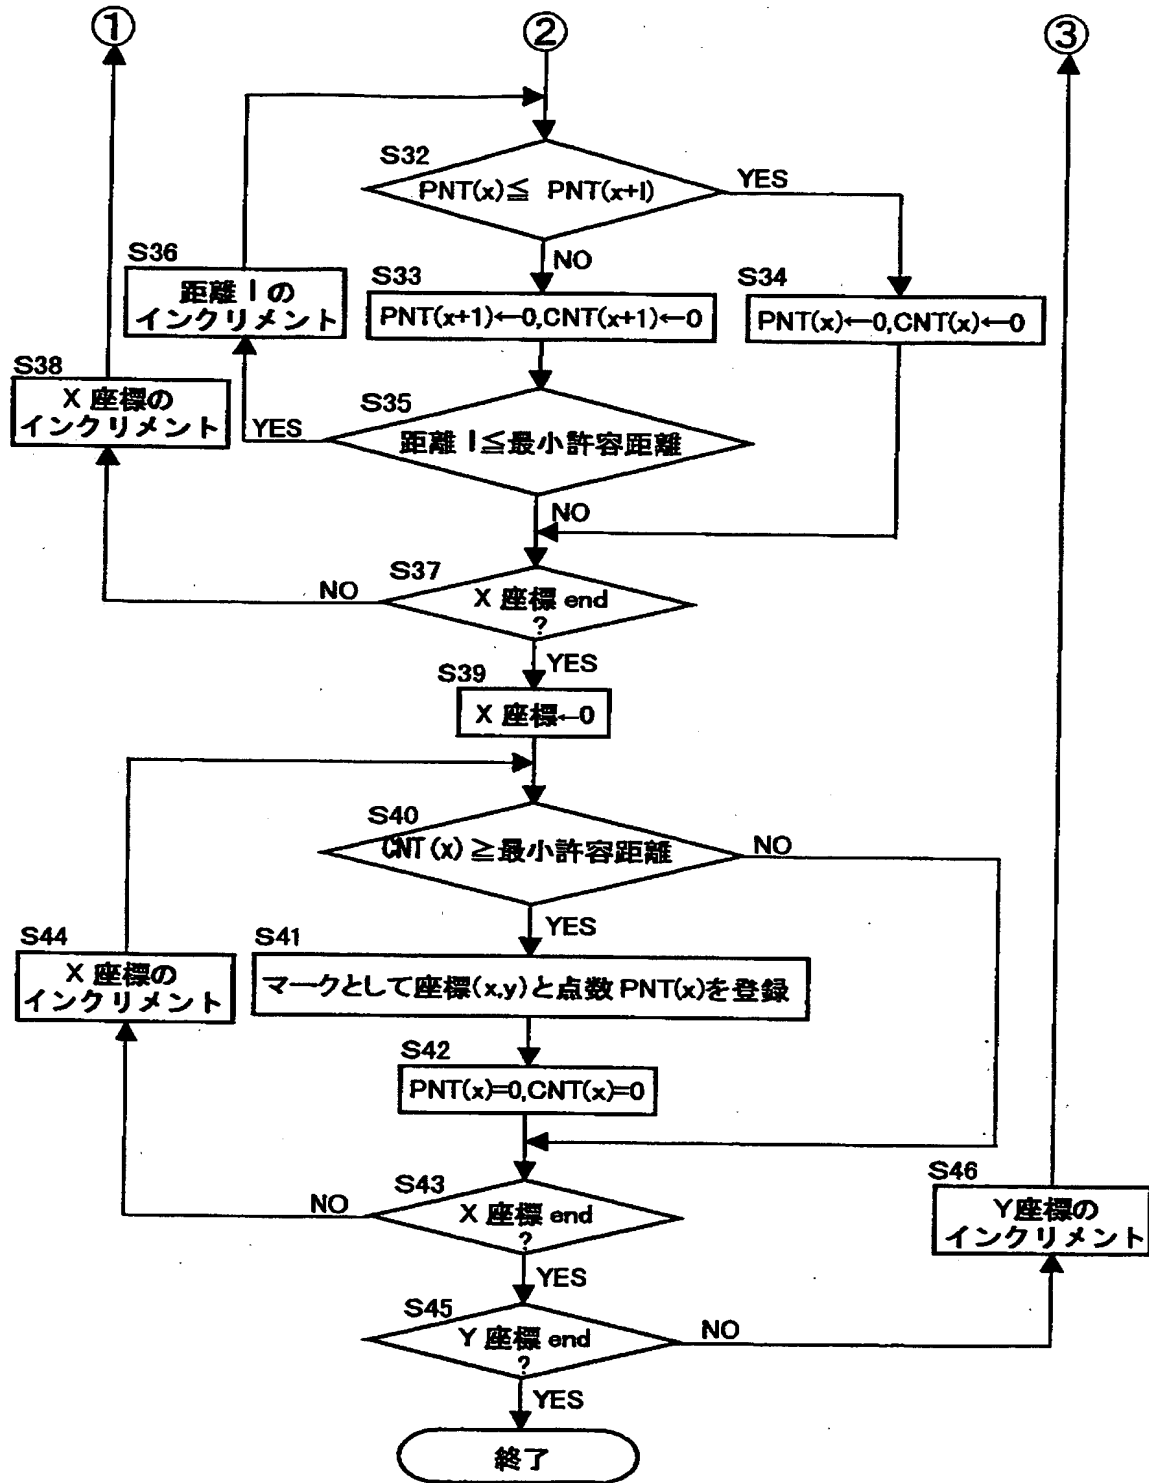 ① ② ③
S32
PNT(x)≦ PNT(x+l)
YES
NO
S36
距離 l の
インクリメント
S33
PNT(x+1)←0,CNT(x+1)←0
S34
PNT(x)←0,CNT(x)←0
S38
X 座標の
インクリメント
YES
S35
距離 l≦最小許容距離
NO
S37
X 座標 end
?
NO
YES
S39
X 座標←0
S40
CNT(x)≧最小許容距離
NO
YES
S44
X 座標の
インクリメント
S41
マークとして座標(x,y)と点数 PNT(x)を登録
S42
PNT(x)=0,CNT(x)=0
S43
X 座標 end
?
NO
YES
S46
Y座標の
インクリメント
S45
Y 座標 end
?
NO
YES
終了